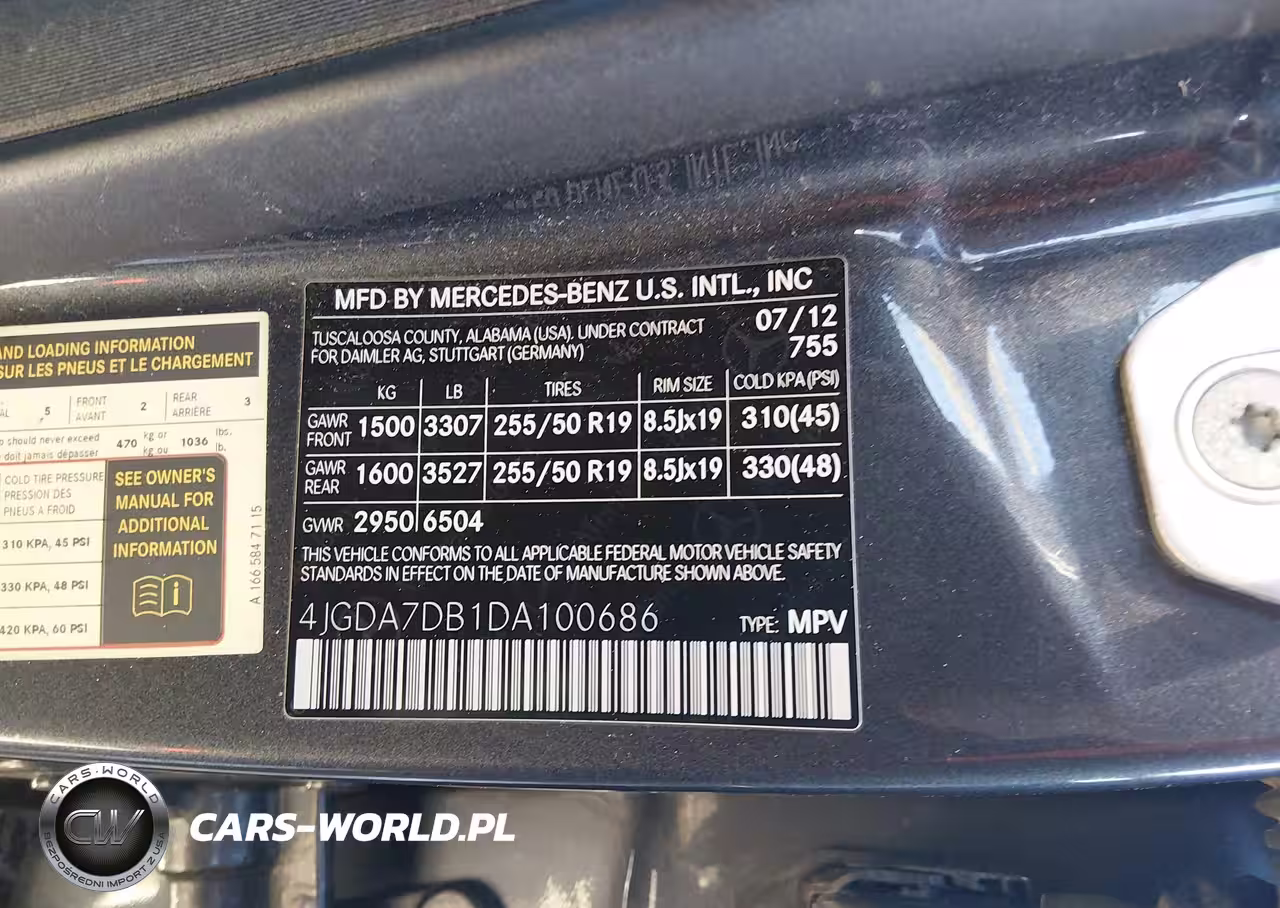 MFD BY MERCEDES-BENZ U.S. INTL., INC
TUSCALOOSA COUNTY, ALABAMA (USA). UNDER CONTRACT
FOR DAIMLER AG, STUTTGART (GERMANY)
07/12
755
KG LB TIRES RIM SIZE COLD KPA (PSI)
GAWR FRONT 1500 3307 255/50 R19 8.5Jx19 310(45)
GAWR REAR 1600 3527 255/50 R19 8.5Jx19 330(48)
GVWR 2950 6504
THIS VEHICLE CONFORMS TO ALL APPLICABLE FEDERAL MOTOR VEHICLE SAFETY
STANDARDS IN EFFECT ON THE DATE OF MANUFACTURE SHOWN ABOVE.
4JGDA7DB1DA100686 TYPE: MPV
AND LOADING INFORMATION
SUR LES PNEUS ET LE CHARGEMENT
5 FRONT AVANT 2 REAR ARRIÈRE 3
should never exceed
doit jamais dépasser
470 kg or kg ou 1036 lbs. lb.
COLD TIRE PRESSURE
PRESSION DES
PNEUS A FROID
310 KPA, 45 PSI
330 KPA, 48 PSI
420 KPA, 60 PSI
SEE OWNER'S
MANUAL FOR
ADDITIONAL
INFORMATION
A 166 584 71 15
CARS-WORLD
CW
BEZPOŚREDNI IMPORT Z USA
CARS-WORLD.PL